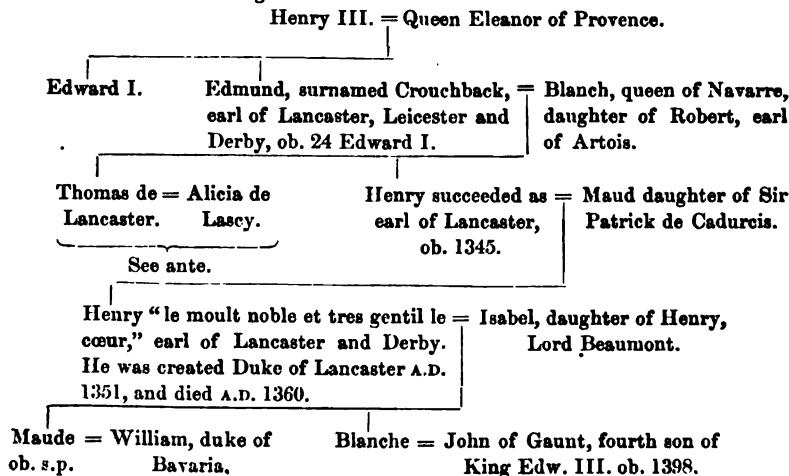 Henry III. = Queen Eleanor of Provence.
Edward I.
Edmund, surnamed Crouchback, = Blanch, queen of Navarre,
earl of Lancaster, Leicester and daughter of Robert, earl
Derby, ob. 24 Edward I. of Artois.
Thomas de = Alicia de
Lancaster. Lascy.
See ante.
Henry succeeded as = Maud daughter of Sir
earl of Lancaster, Patrick de Cadurcis.
ob. 1345.
Henry "le moult noble et tres gentil le = Isabel, daughter of Henry,
cœur," earl of Lancaster and Derby. Lord Beaumont.
He was created Duke of Lancaster A.D.
1351, and died A.D. 1360.
Maude = William, duke of
ob. s.p. Bavaria.
Blanche = John of Gaunt, fourth son of
King Edw. III. ob. 1398.